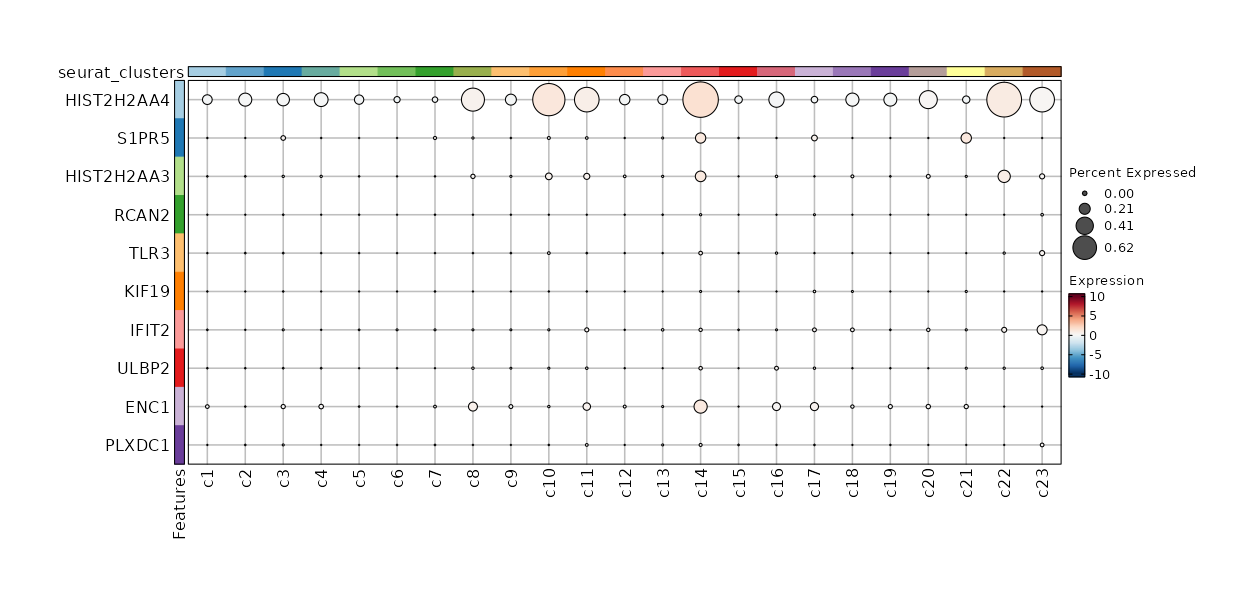 seurat_clusters
HIST2H2AA4
S1PR5
HIST2H2AA3
RCAN2
TLR3
KIF19
IFIT2
ULBP2
ENC1
PLXDC1
Features
c1 c2 c3 c4 c5 c6 c7 c8 c9 c10 c11 c12 c13 c14 c15 c16 c17 c18 c19 c20 c21 c22 c23
Percent Expressed
0.00
0.21
0.41
0.62
Expression
10
5
0
-5
-10